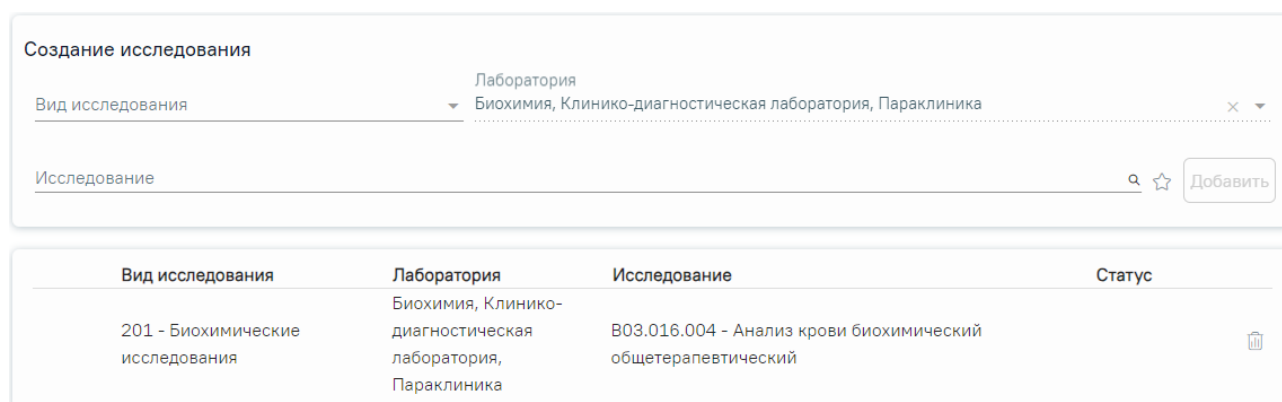 Создание исследования
Лаборатория
Вид исследования
Биохимия, Клинико-диагностическая лаборатория, Параклиника
Исследование
Добавить
Вид исследования Лаборатория Исследование Статус
201 - Биохимические
исследования
Биохимия, Клинико-
диагностическая
лаборатория,
Параклиника
B03.016.004 - Анализ крови биохимический
общетерапевтический